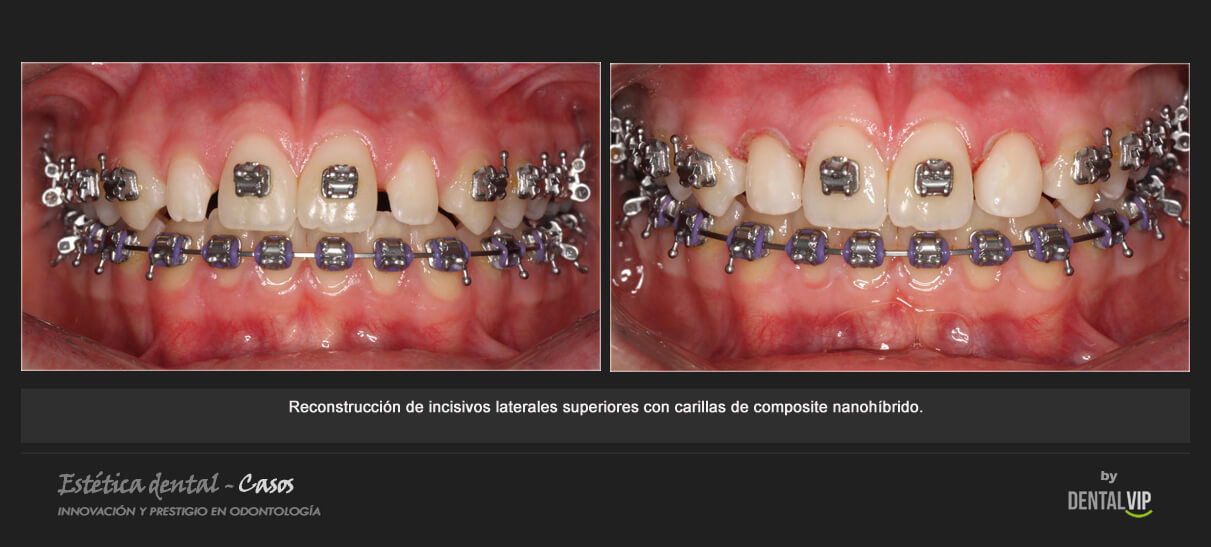 Reconstrucción de incisivos laterales superiores con carillas de composite nanohíbrido.
Estética dental - Casos
INNOVACIÓN Y PRESTIGIO EN ODONTOLOGÍA
by
DENTALVIP